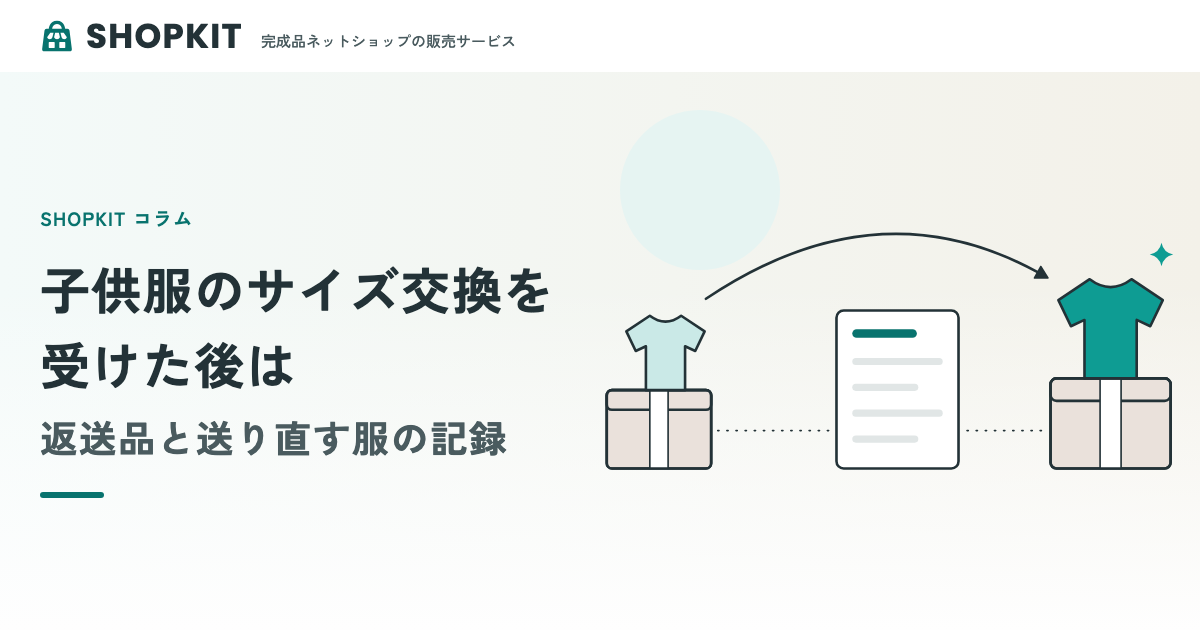 SHOPKIT
完成品ネットショップの販売サービス
SHOPKIT コラム
子供服のサイズ交換を
受けた後は
返送品と送り直す服の記録